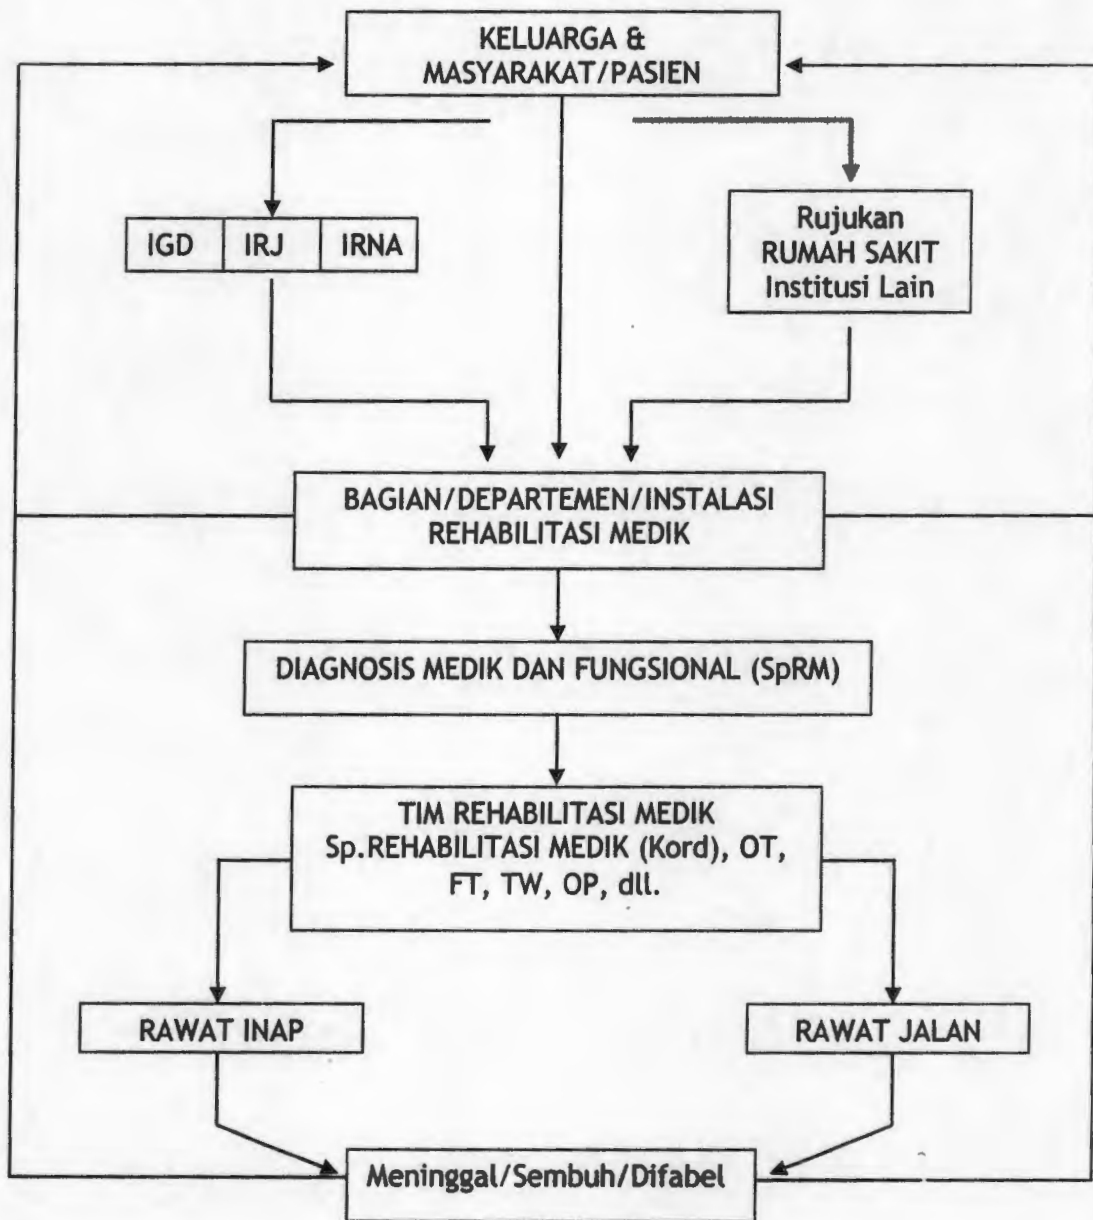 KELUARGA &
MASYARAKAT/PASIEN
IGD IRJ IRNA
Rujukan
RUMAH SAKIT
Institusi Lain
BAGIAN/DEPARTEMEN/INSTALASI
REHABILITASI MEDIK
DIAGNOSIS MEDIK DAN FUNGSIONAL (SpRM)
TIM REHABILITASI MEDIK
Sp.REHABILITASI MEDIK (Kord), OT,
FT, TW, OP, dll.
RAWAT INAP
RAWAT JALAN
Meninggal/Sembuh/Difabel